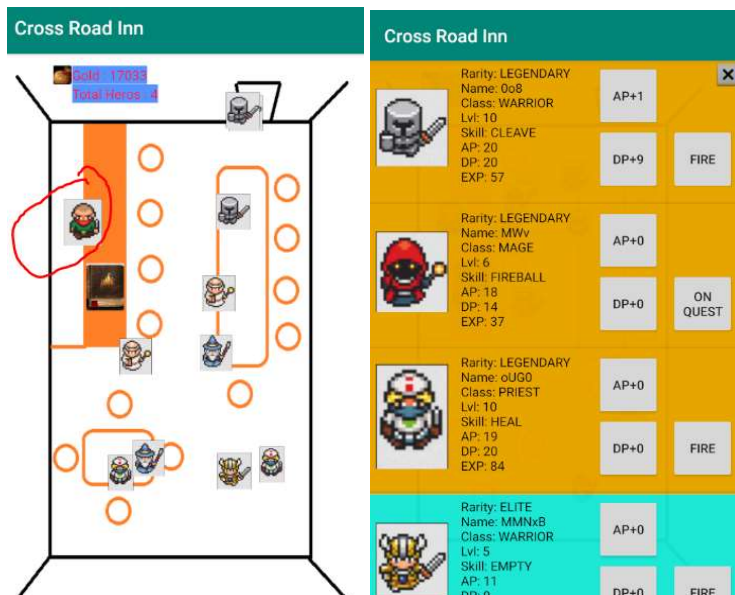 Cross Road Inn
Gold : 17033
Total Heros : 4
Cross Road Inn
Rarity: LEGENDARY
Name: 0o8
Class: WARRIOR
Lvl: 10
Skill: CLEAVE
AP: 20
DP: 20
EXP: 57
AP+1
DP+9
FIRE
Rarity: LEGENDARY
Name: MWv
Class: MAGE
Lvl: 6
Skill: FIREBALL
AP: 18
DP: 14
EXP: 37
AP+0
DP+0
ON
QUEST
Rarity: LEGENDARY
Name: oUG0
Class: PRIEST
Lvl: 10
Skill: HEAL
AP: 19
DP: 20
EXP: 84
AP+0
DP+0
FIRE
Rarity: ELITE
Name: MMNxB
Class: WARRIOR
Lvl: 5
Skill: EMPTY
AP: 11
AP+0
DP+0
FIRE